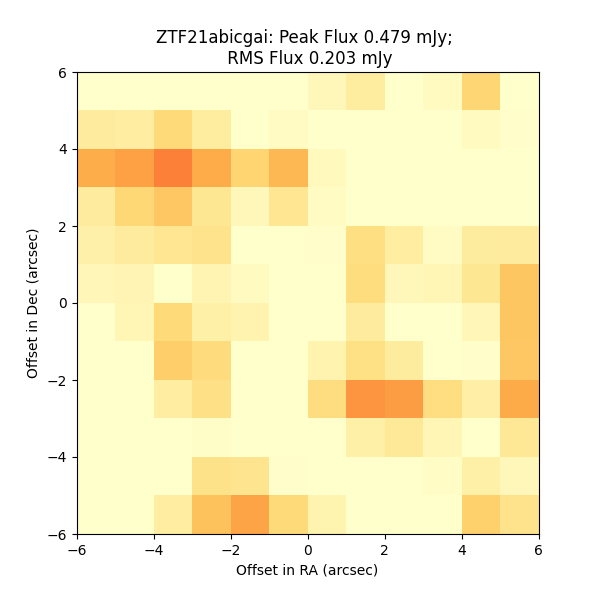 ZTF21abicgai: Peak Flux 0.479 mJy;
RMS Flux 0.203 mJy
6
4
2
0
−2
−4
−6
Offset in Dec (arcsec)
−6 −4 −2 0 2 4 6
Offset in RA (arcsec)